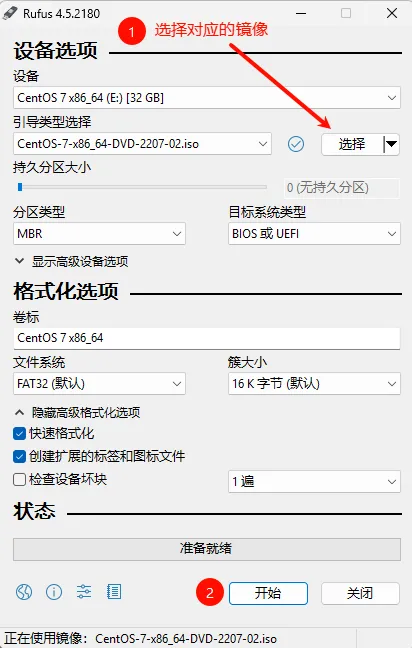 Rufus 4.5.2180
1 选择对应的镜像
设备选项
设备
CentOS 7 x86_64 (E:) [32 GB]
引导类型选择
CentOS-7-x86_64-DVD-2207-02.iso
选择
持久分区大小
0 (无持久分区)
分区类型
目标系统类型
MBR
BIOS 或 UEFI
显示高级设备选项
格式化选项
卷标
CentOS 7 x86_64
文件系统
簇大小
FAT32 (默认)
16 K 字节 (默认)
隐藏高级格式化选项
快速格式化
创建扩展的标签和图标文件
检查设备坏块
1 遍
状态
准备就绪
2
开始
关闭
正在使用镜像：CentOS-7-x86_64-DVD-2207-02.iso